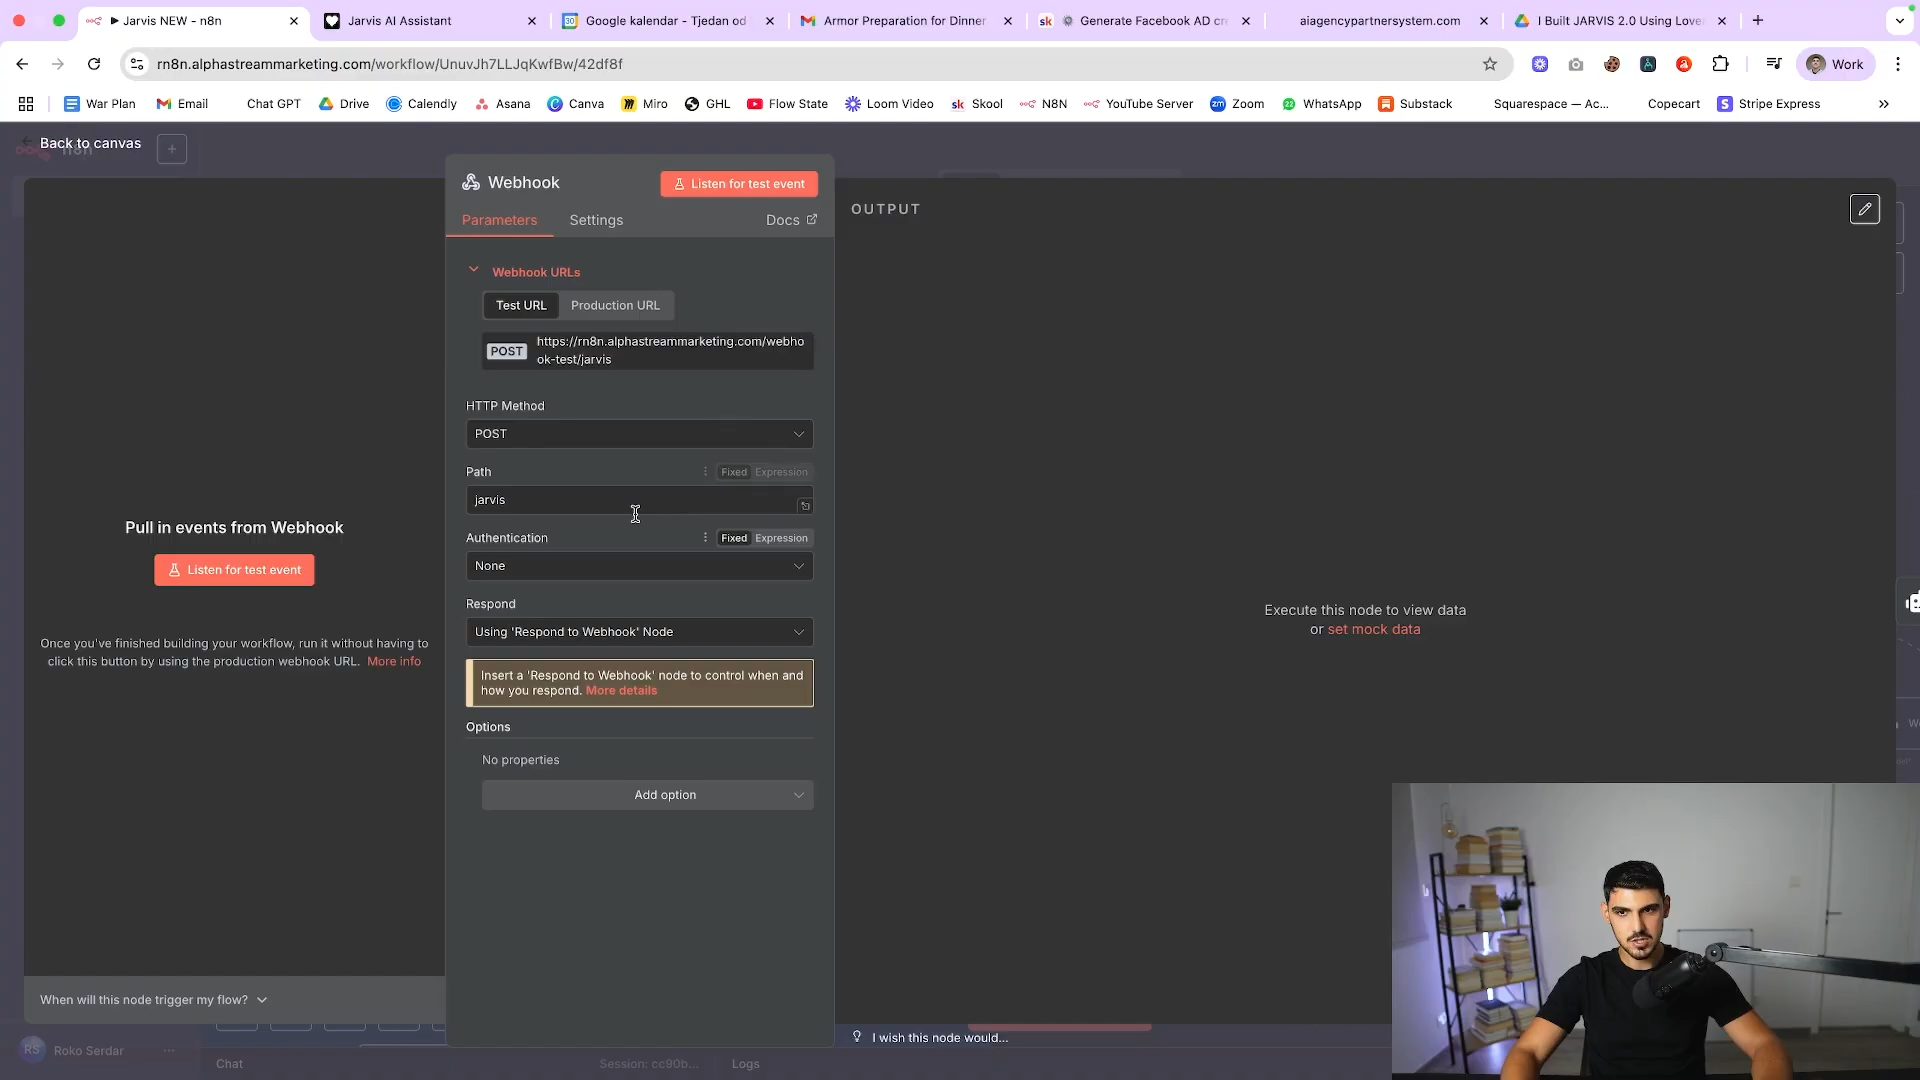 Jarvis NEW - n8n
Jarvis AI Assistant
Google kalendar - Tjedan od
Armor Preparation for Dinner
sk Generate Facebook AD cr
aiagencypartnersystem.com
I Built JARVIS 2.0 Using Lova
rn8n.alphastreammarketing.com/workflow/UnuvJh7LLJqKwfBw/42df8f
Work
War Plan
Email
Chat GPT
Drive
Calendly
Asana
Canva
Miro
GHL
Flow State
Loom Video
sk Skool
N8N
YouTube Server
zm Zoom
22 WhatsApp
Substack
Squarespace — Ac...
Copecart
S Stripe Express
Back to canvas
Webhook
Listen for test event
Parameters
Settings
Docs
OUTPUT
Webhook URLs
Test URL
Production URL
POST
https://rn8n.alphastreammarketing.com/webho
ok-test/jarvis
HTTP Method
POST
Path
Fixed Expression
jarvis
Pull in events from Webhook
Listen for test event
Once you've finished building your workflow, run it without having to
click this button by using the production webhook URL. More info
Authentication
Fixed Expression
None
Respond
Using 'Respond to Webhook' Node
Insert a 'Respond to Webhook' node to control when and
how you respond. More details
Options
No properties
Add option
Execute this node to view data
or set mock data
When will this node trigger my flow?
I wish this node would...
RS Roko Serdar
Chat
Session: cc90b...
Logs